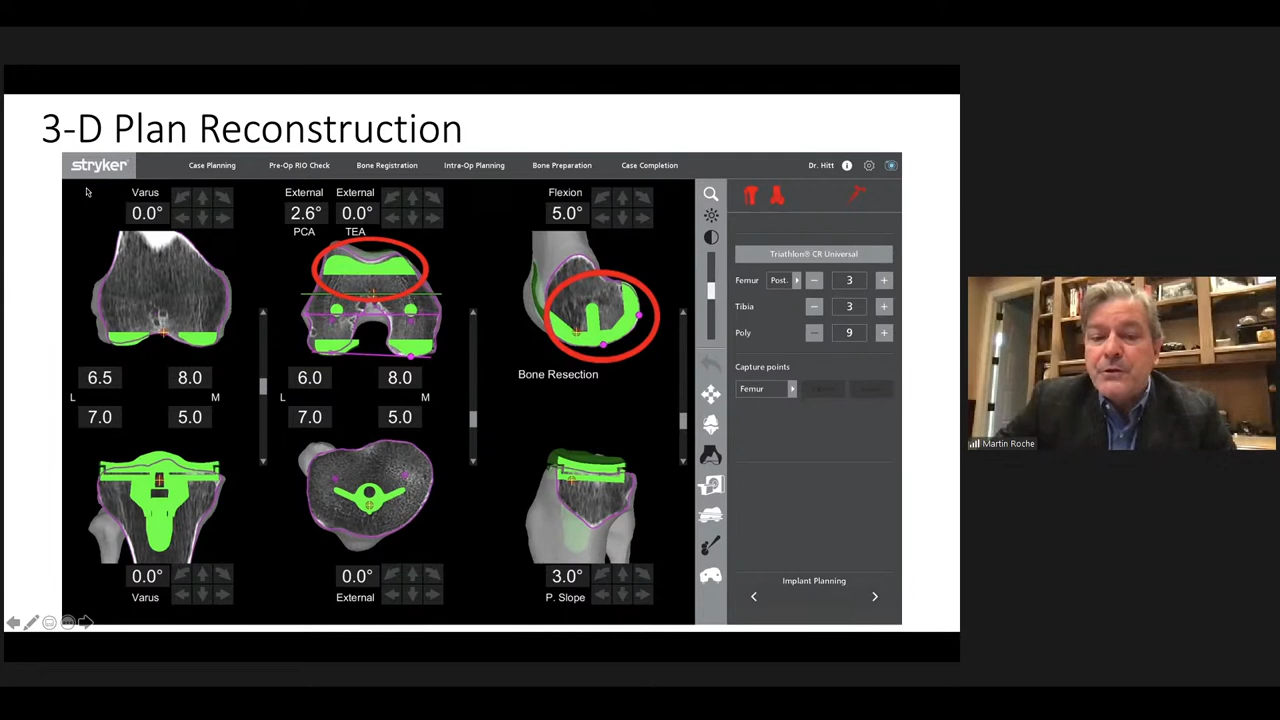 3-D Plan Reconstruction
stryker
Case Planning
Pre-Op RIO Check
Bone Registration
Intra-Op Planning
Bone Preparation
Case Completion
Dr. Hitt
Varus
0.0°
External External
2.6° 0.0°
PCA TEA
Flexion
5.0°
Triathlon® CR Universal
Femur Post. 3
Tibia 3
Poly 9
Capture points
Femur
Bone Resection
6.5 8.0
L M
7.0 5.0
6.0 8.0
L M
7.0 5.0
0.0°
Varus
0.0°
External
3.0°
P. Slope
Implant Planning
Martin Roche